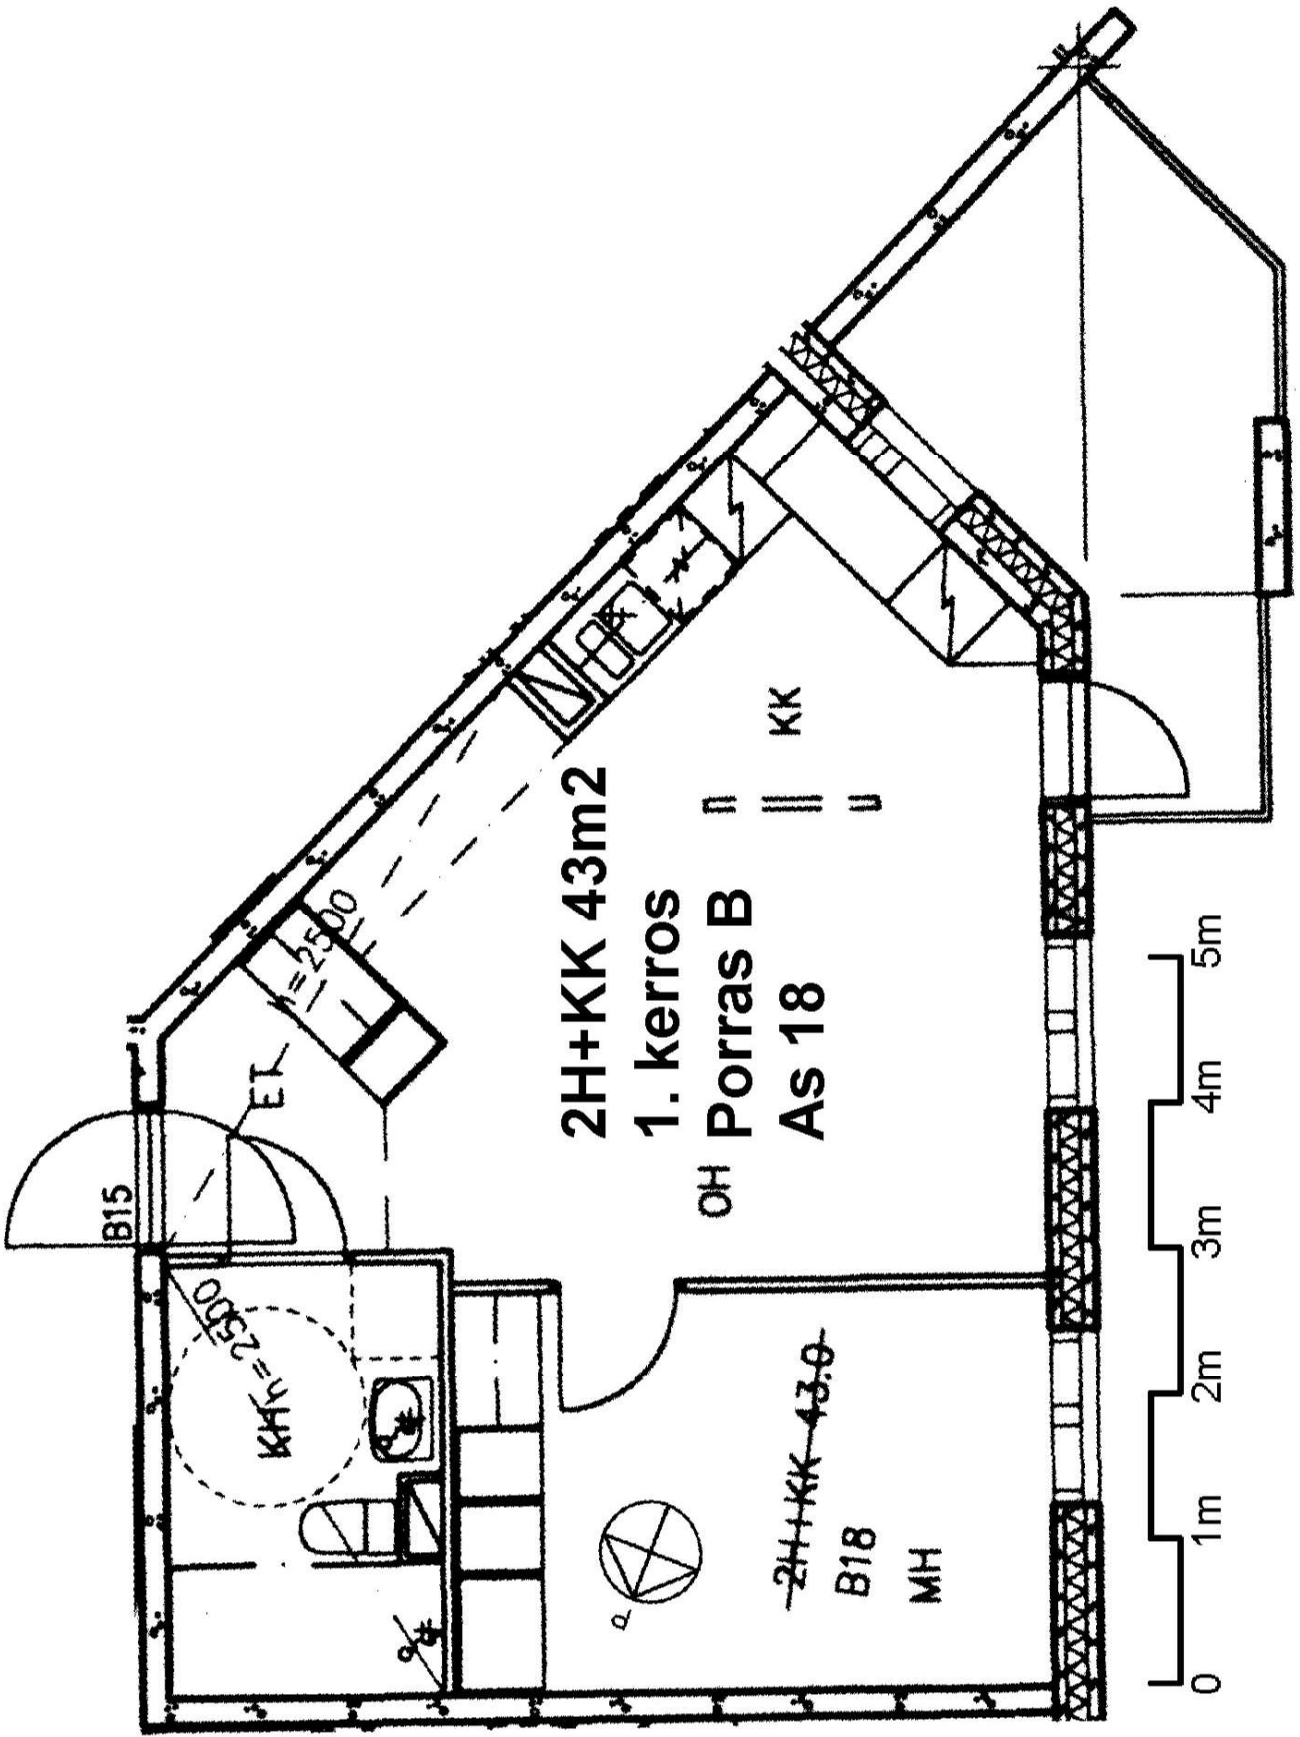 2H+KK 43m2
1. kerros
Porras B
As 18
KK
OH
ET
h=2500
B15
KH h=2500
2H+KK 43.0
B18
MH
0 1m 2m 3m 4m 5m